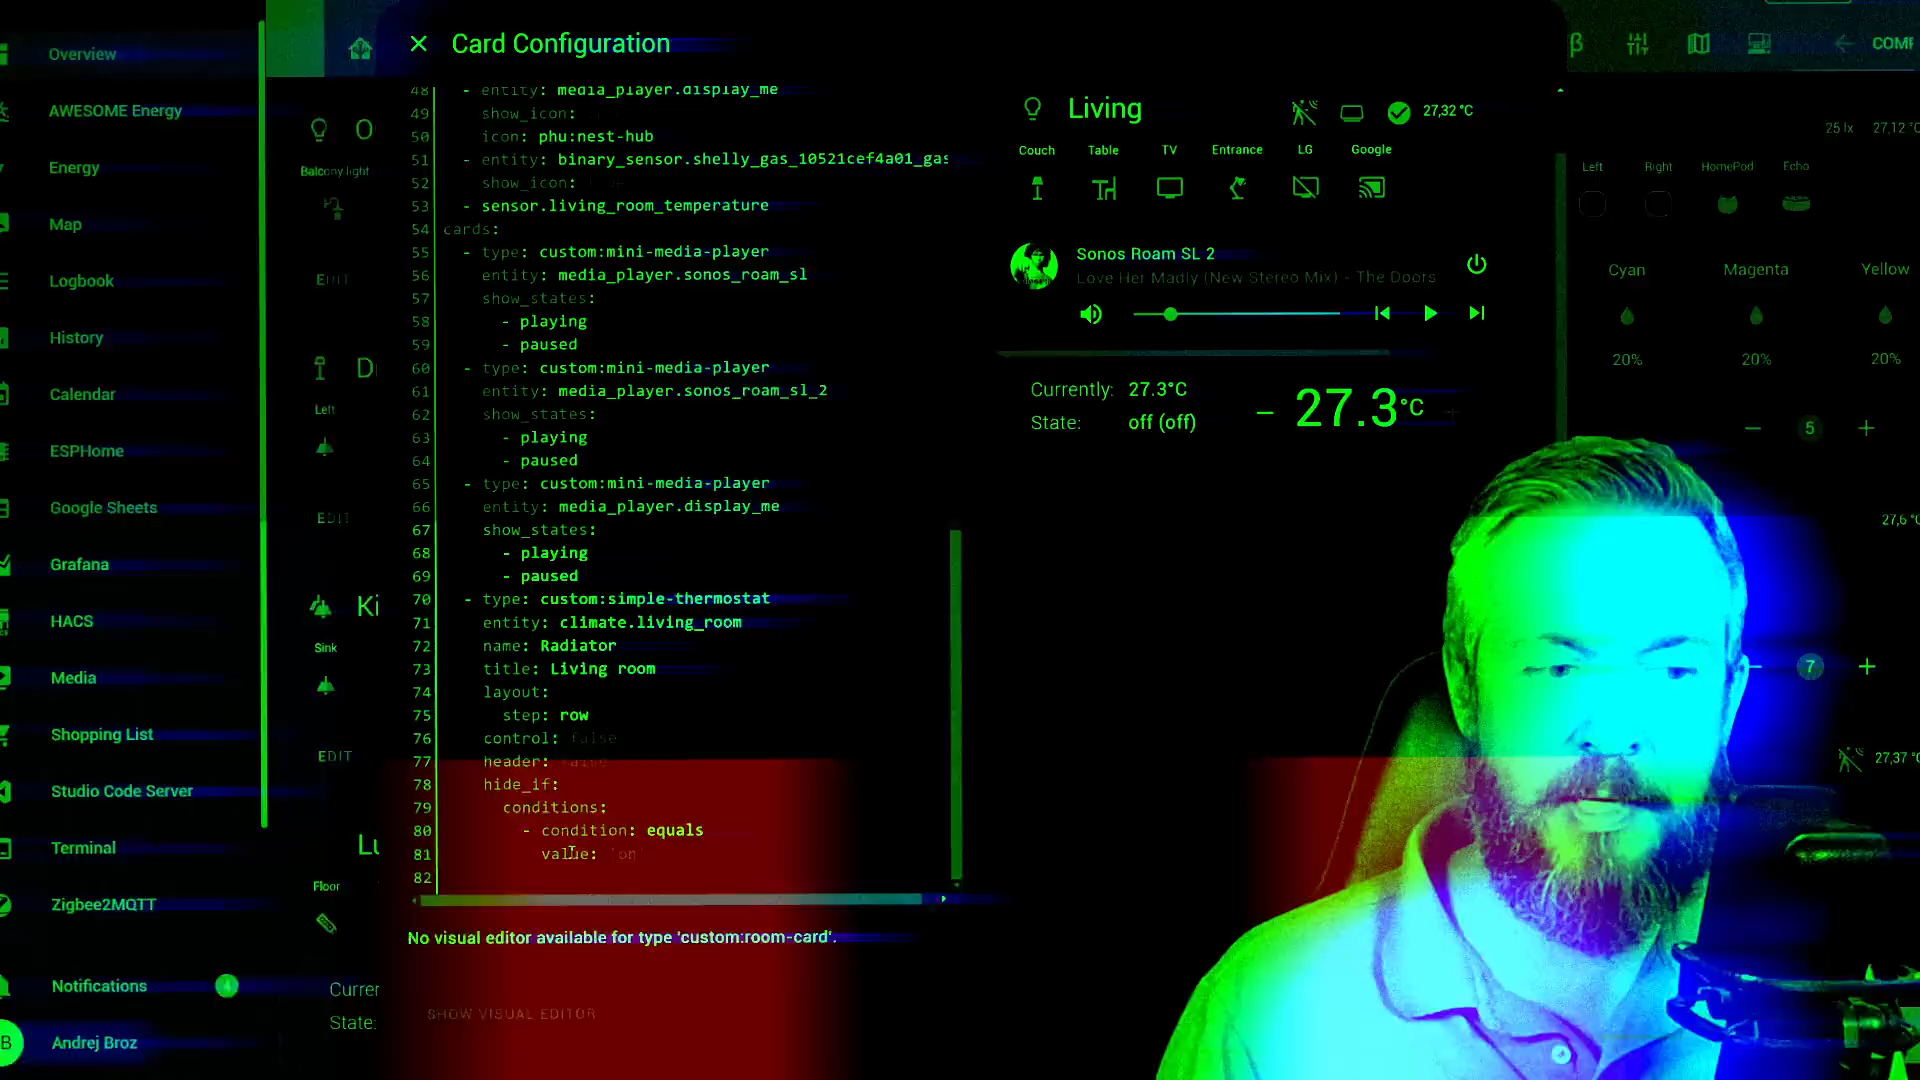 Overview
AWESOME Energy
Energy
Map
Logbook
History
Calendar
ESPHome
Google Sheets
Grafana
HACS
Media
Shopping List
Studio Code Server
Terminal
Zigbee2MQTT
Notifications
4
B
Andrej Broz
Balcony light
EDIT
Left
EDIT
Sink
EDIT
Floor
State:
Card Configuration
48 - entity: media_player.display_me
49 show_icon:
50 icon: phu:nest-hub
51 - entity: binary_sensor.shelly_gas_10521cef4a01_gas
52 show_icon:
53 - sensor.living_room_temperature
54 cards:
55 - type: custom:mini-media-player
56 entity: media_player.sonos_roam_sl
57 show_states:
58 - playing
59 - paused
60 - type: custom:mini-media-player
61 entity: media_player.sonos_roam_sl_2
62 show_states:
63 - playing
64 - paused
65 - type: custom:mini-media-player
66 entity: media_player.display_me
67 show_states:
68 - playing
69 - paused
70 - type: custom:simple-thermostat
71 entity: climate.living_room
72 name: Radiator
73 title: Living room
74 layout:
75 step: row
76 control: false
77 header: false
78 hide_if:
79 conditions:
80 - condition: equals
81 value: 'on'
82
No visual editor available for type 'custom:room-card'.
SHOW VISUAL EDITOR
Living
27,32 °C
Couch Table TV Entrance LG Google
Sonos Roam SL 2
Love Her Madly (New Stereo Mix) - The Doors
Currently: 27.3°C
State: off (off)
27.3°C
β
25 lx 27,12 °C
Left Right HomePod Echo
Cyan Magenta Yellow
20% 20% 20%
− 5 +
27,6 °C
− 7 +
27,37 °C